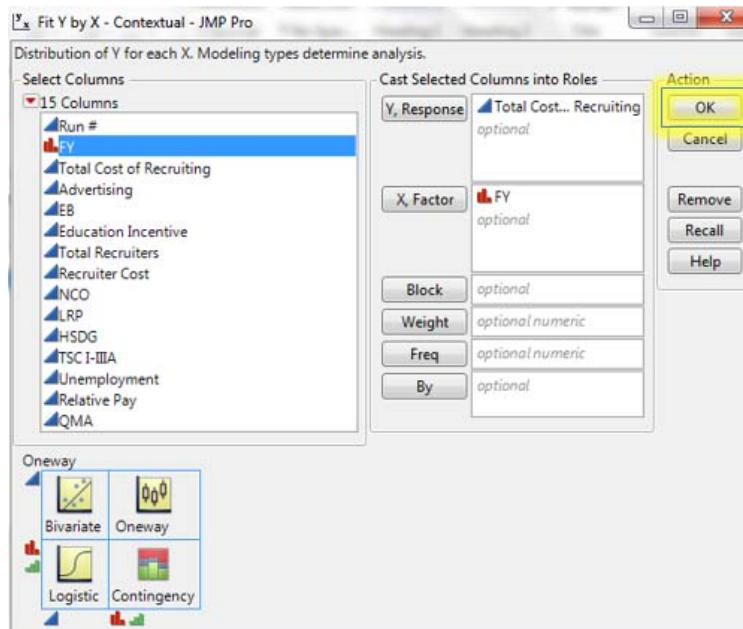 Fit Y by X - Contextual - JMP Pro
Distribution of Y for each X. Modeling types determine analysis.
Select Columns
15 Columns
Run #
FY
Total Cost of Recruiting
Advertising
EB
Education Incentive
Total Recruiters
Recruiter Cost
NCO
LRP
HSDG
TSC I-IIIA
Unemployment
Relative Pay
QMA
Cast Selected Columns into Roles
Y, Response
Total Cost... Recruiting
optional
X, Factor
FY
optional
Block
optional
Weight
optional numeric
Freq
optional numeric
By
optional
Action
OK
Cancel
Remove
Recall
Help
Oneway
Bivariate
Oneway
Logistic
Contingency